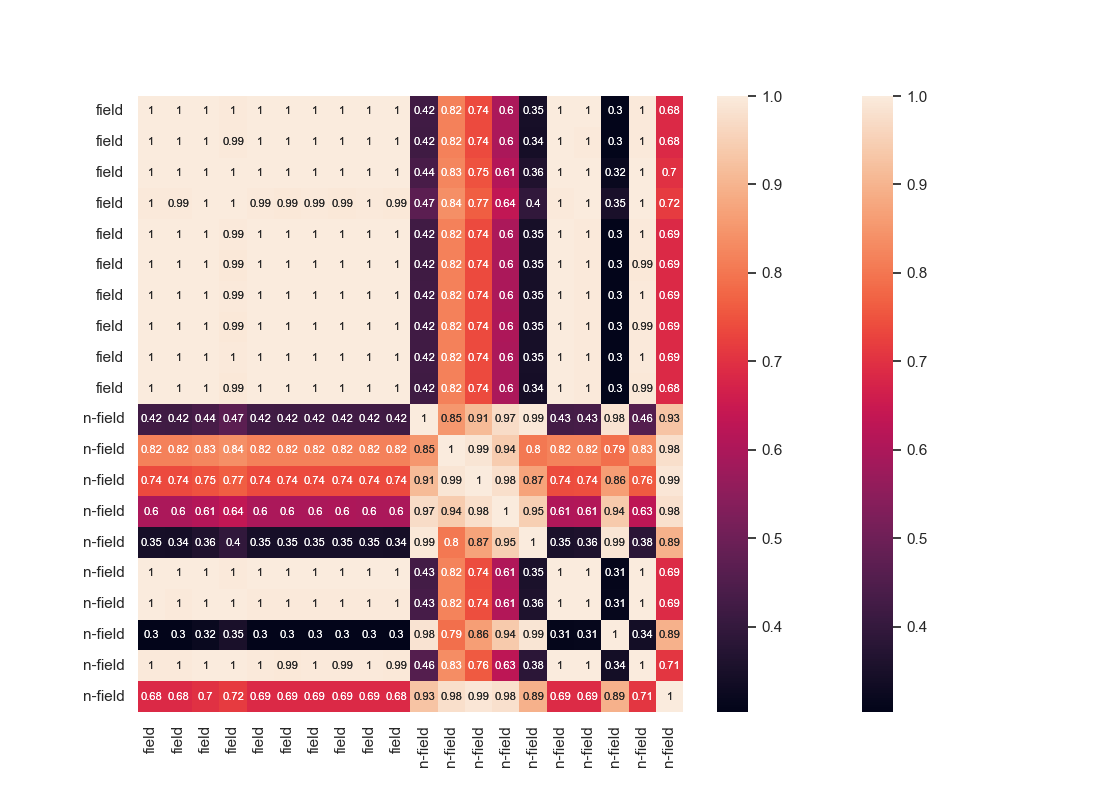 field 1 1 1 1 1 1 1 1 1 1 0.42 0.82 0.74 0.6 0.35 1 1 0.3 1 0.68
field 1 1 1 0.99 1 1 1 1 1 1 0.42 0.82 0.74 0.6 0.34 1 1 0.3 1 0.68
field 1 1 1 1 1 1 1 1 1 1 0.44 0.83 0.75 0.61 0.36 1 1 0.32 1 0.7
field 1 0.99 1 1 0.99 0.99 0.99 0.99 1 0.99 0.47 0.84 0.77 0.64 0.4 1 1 0.35 1 0.72
field 1 1 1 0.99 1 1 1 1 1 1 0.42 0.82 0.74 0.6 0.35 1 1 0.3 1 0.69
field 1 1 1 0.99 1 1 1 1 1 1 0.42 0.82 0.74 0.6 0.35 1 1 0.3 0.99 0.69
field 1 1 1 0.99 1 1 1 1 1 1 0.42 0.82 0.74 0.6 0.35 1 1 0.3 1 0.69
field 1 1 1 0.99 1 1 1 1 1 1 0.42 0.82 0.74 0.6 0.35 1 1 0.3 0.99 0.69
field 1 1 1 1 1 1 1 1 1 1 0.42 0.82 0.74 0.6 0.35 1 1 0.3 1 0.69
field 1 1 1 0.99 1 1 1 1 1 1 0.42 0.82 0.74 0.6 0.34 1 1 0.3 0.99 0.68
n-field 0.42 0.42 0.44 0.47 0.42 0.42 0.42 0.42 0.42 0.42 1 0.85 0.91 0.97 0.99 0.43 0.43 0.98 0.46 0.93
n-field 0.82 0.82 0.83 0.84 0.82 0.82 0.82 0.82 0.82 0.82 0.85 1 0.99 0.94 0.8 0.82 0.82 0.79 0.83 0.98
n-field 0.74 0.74 0.75 0.77 0.74 0.74 0.74 0.74 0.74 0.74 0.91 0.99 1 0.98 0.87 0.74 0.74 0.86 0.76 0.99
n-field 0.6 0.6 0.61 0.64 0.6 0.6 0.6 0.6 0.6 0.6 0.97 0.94 0.98 1 0.95 0.61 0.61 0.94 0.63 0.98
n-field 0.35 0.34 0.36 0.4 0.35 0.35 0.35 0.35 0.35 0.34 0.99 0.8 0.87 0.95 1 0.35 0.36 0.99 0.38 0.89
n-field 1 1 1 1 1 1 1 1 1 1 0.43 0.82 0.74 0.61 0.35 1 1 0.31 1 0.69
n-field 1 1 1 1 1 1 1 1 1 1 0.43 0.82 0.74 0.61 0.36 1 1 0.31 1 0.69
n-field 0.3 0.3 0.32 0.35 0.3 0.3 0.3 0.3 0.3 0.3 0.98 0.79 0.86 0.94 0.99 0.31 0.31 1 0.34 0.89
n-field 1 1 1 1 1 0.99 1 0.99 1 0.99 0.46 0.83 0.76 0.63 0.38 1 1 0.34 1 0.71
n-field 0.68 0.68 0.7 0.72 0.69 0.69 0.69 0.69 0.69 0.68 0.93 0.98 0.99 0.98 0.89 0.69 0.69 0.89 0.71 1
field field field field field field field field field field n-field n-field n-field n-field n-field n-field n-field n-field n-field n-field
1.0
0.9
0.8
0.7
0.6
0.5
0.4
1.0
0.9
0.8
0.7
0.6
0.5
0.4